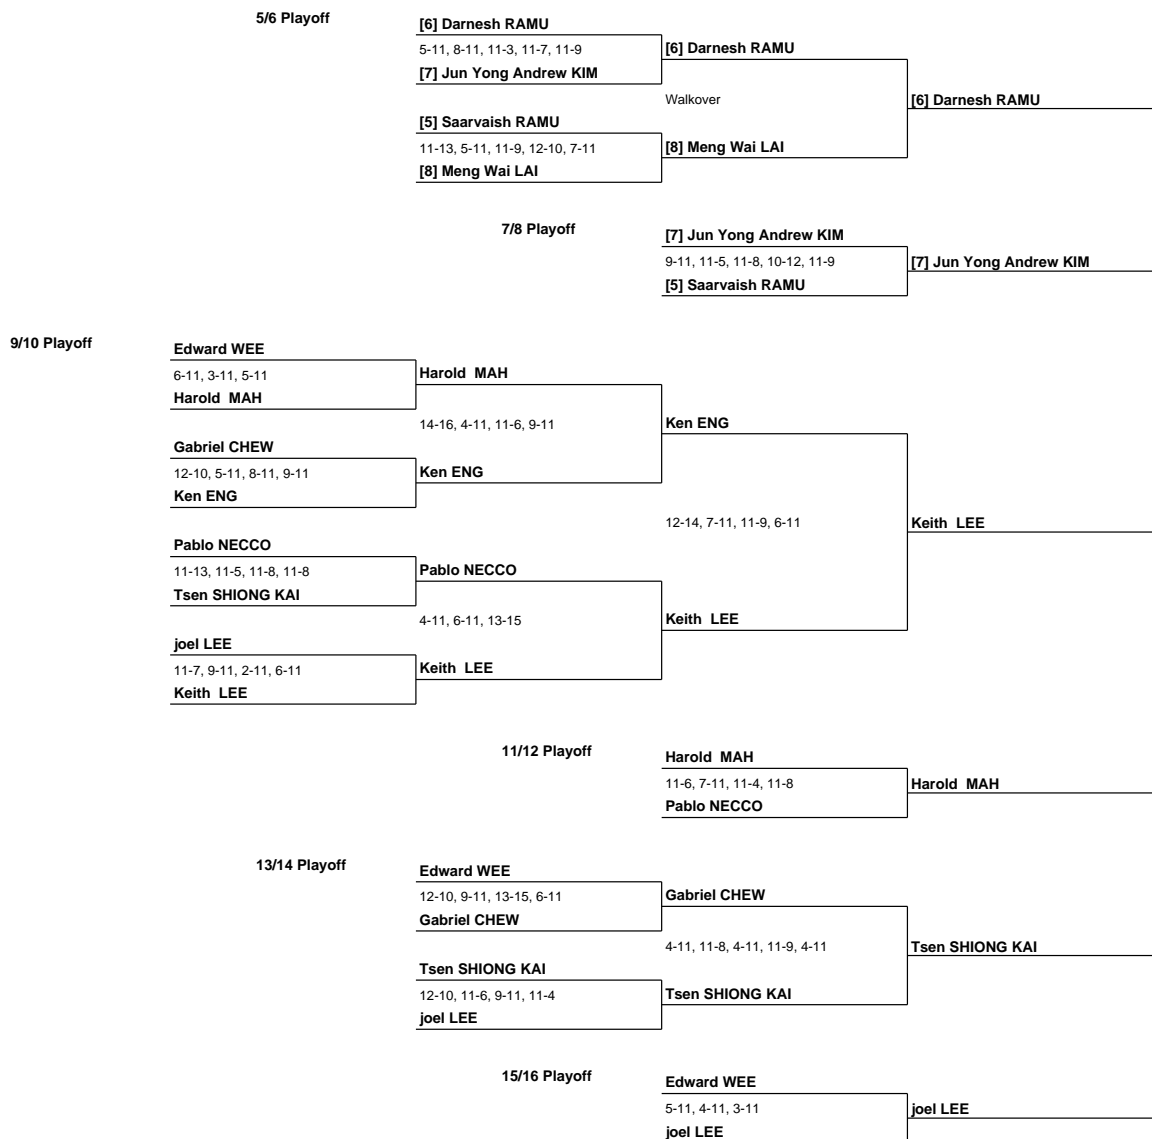 5/6 Playoff
[6] Darnesh RAMU
5-11, 8-11, 11-3, 11-7, 11-9
[7] Jun Yong Andrew KIM
[6] Darnesh RAMU
Walkover
[6] Darnesh RAMU
[5] Saarvaish RAMU
11-13, 5-11, 11-9, 12-10, 7-11
[8] Meng Wai LAI
[8] Meng Wai LAI
7/8 Playoff
[7] Jun Yong Andrew KIM
9-11, 11-5, 11-8, 10-12, 11-9
[5] Saarvaish RAMU
[7] Jun Yong Andrew KIM
9/10 Playoff
Edward WEE
6-11, 3-11, 5-11
Harold MAH
Harold MAH
14-16, 4-11, 11-6, 9-11
Ken ENG
Gabriel CHEW
12-10, 5-11, 8-11, 9-11
Ken ENG
Ken ENG
12-14, 7-11, 11-9, 6-11
Keith LEE
Pablo NECCO
11-13, 11-5, 11-8, 11-8
Tsen SHIONG KAI
Pablo NECCO
4-11, 6-11, 13-15
Keith LEE
joel LEE
11-7, 9-11, 2-11, 6-11
Keith LEE
Keith LEE
11/12 Playoff
Harold MAH
11-6, 7-11, 11-4, 11-8
Pablo NECCO
Harold MAH
13/14 Playoff
Edward WEE
12-10, 9-11, 13-15, 6-11
Gabriel CHEW
Gabriel CHEW
4-11, 11-8, 4-11, 11-9, 4-11
Tsen SHIONG KAI
Tsen SHIONG KAI
12-10, 11-6, 9-11, 11-4
joel LEE
Tsen SHIONG KAI
15/16 Playoff
Edward WEE
5-11, 4-11, 3-11
joel LEE
joel LEE